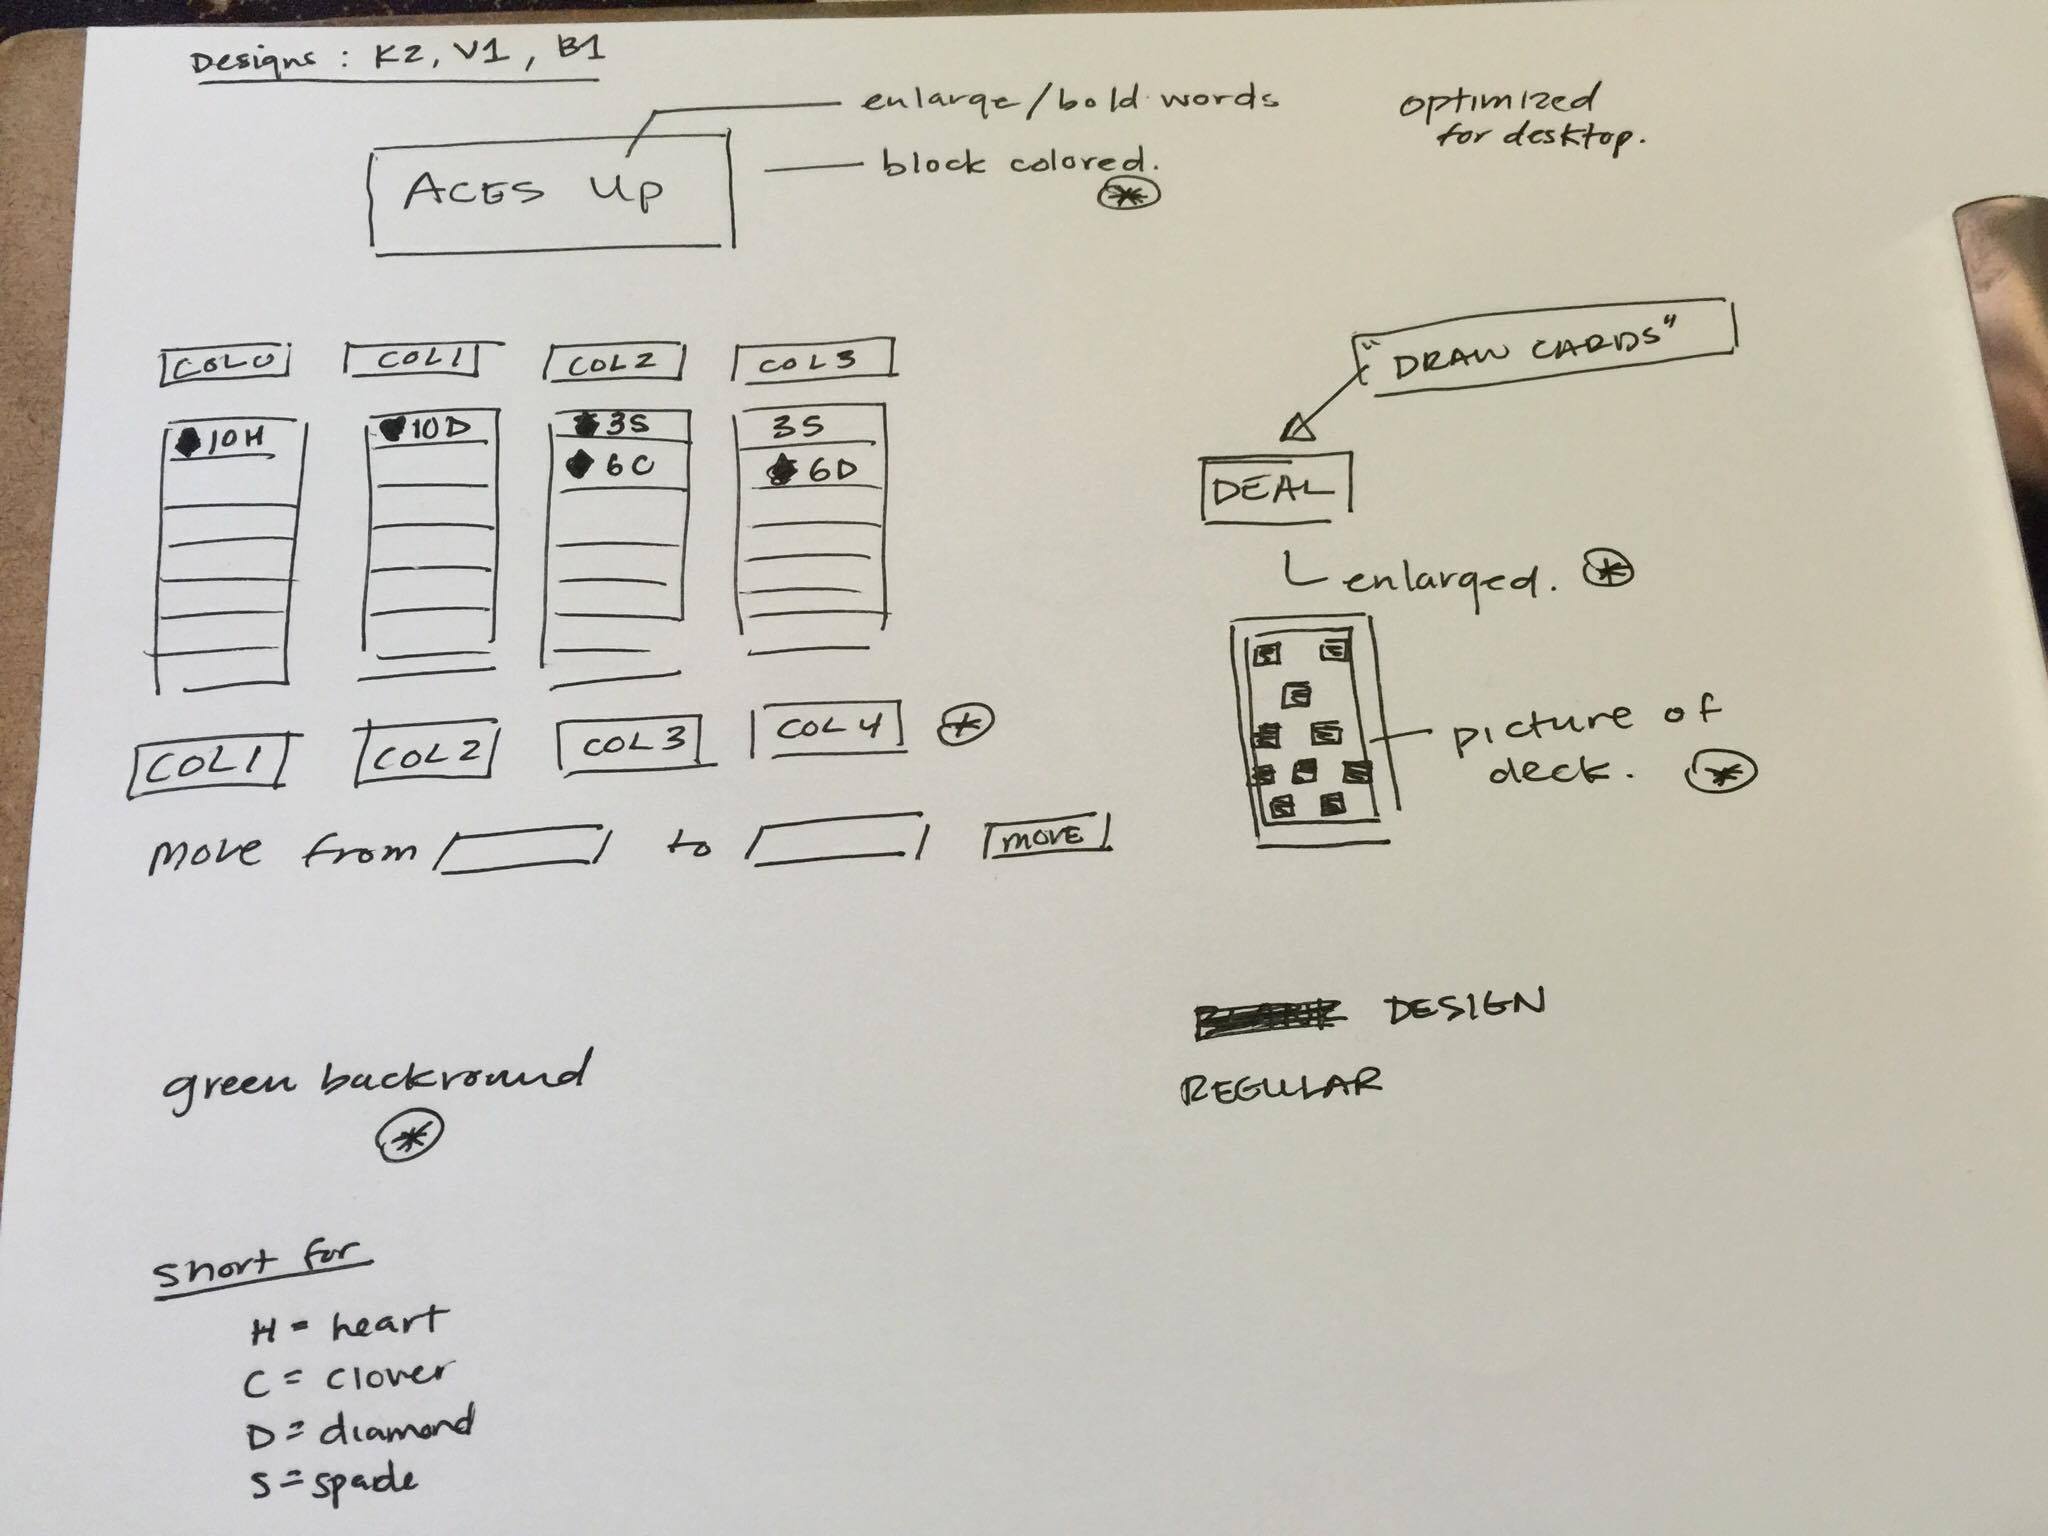 Designs : K2, V1, B1
enlarge/bold words
optimized
for desktop.
block colored.
ACES Up
"DRAW CARDS"
COL0 COL1 COL2 COL3
10H 10D 3S 3S
6C 6D
DEAL
enlarged.
picture of
deck.
COL1 COL2 COL3 COL4
Move from to MOVE
DESIGN
REGULAR
green backround
Short for
H = heart
C = clover
D = diamond
S = spade